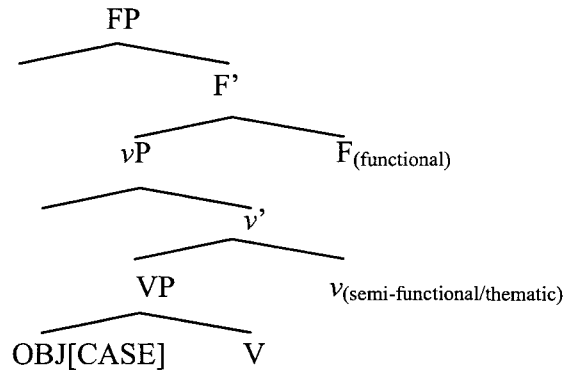 FP
F’
vP F(functional)
v’
VP v(semi-functional/thematic)
OBJ[CASE] V